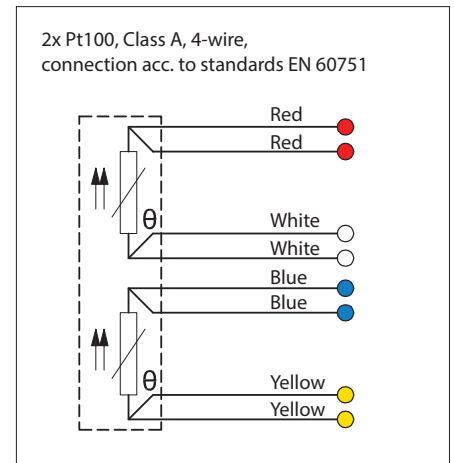 2x Pt100, Class A, 4-wire,
connection acc. to standards EN 60751
Red
Red
θ
White
White
Blue
Blue
θ
Yellow
Yellow